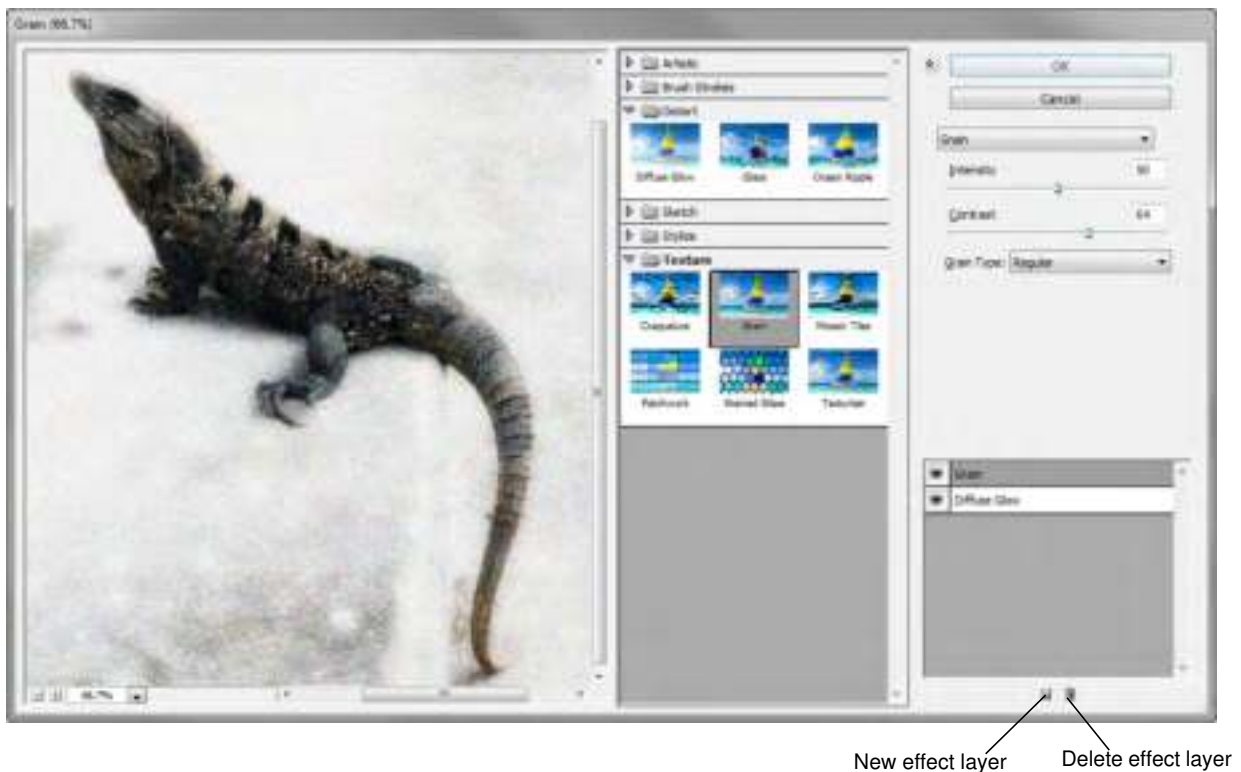 Grain (66.7%)
66.7%
Artistic
Brush Strokes
Distort
Diffuse Glow
Glass
Ocean Ripple
Sketch
Stylize
Texture
Craquelure
Grain
Mosaic Tiles
Patchwork
Stained Glass
Texturizer
OK
Cancel
Grain
Intensity
Contrast
64
Grain Type: Regular
Grain
Diffuse Glow
New effect layer
Delete effect layer